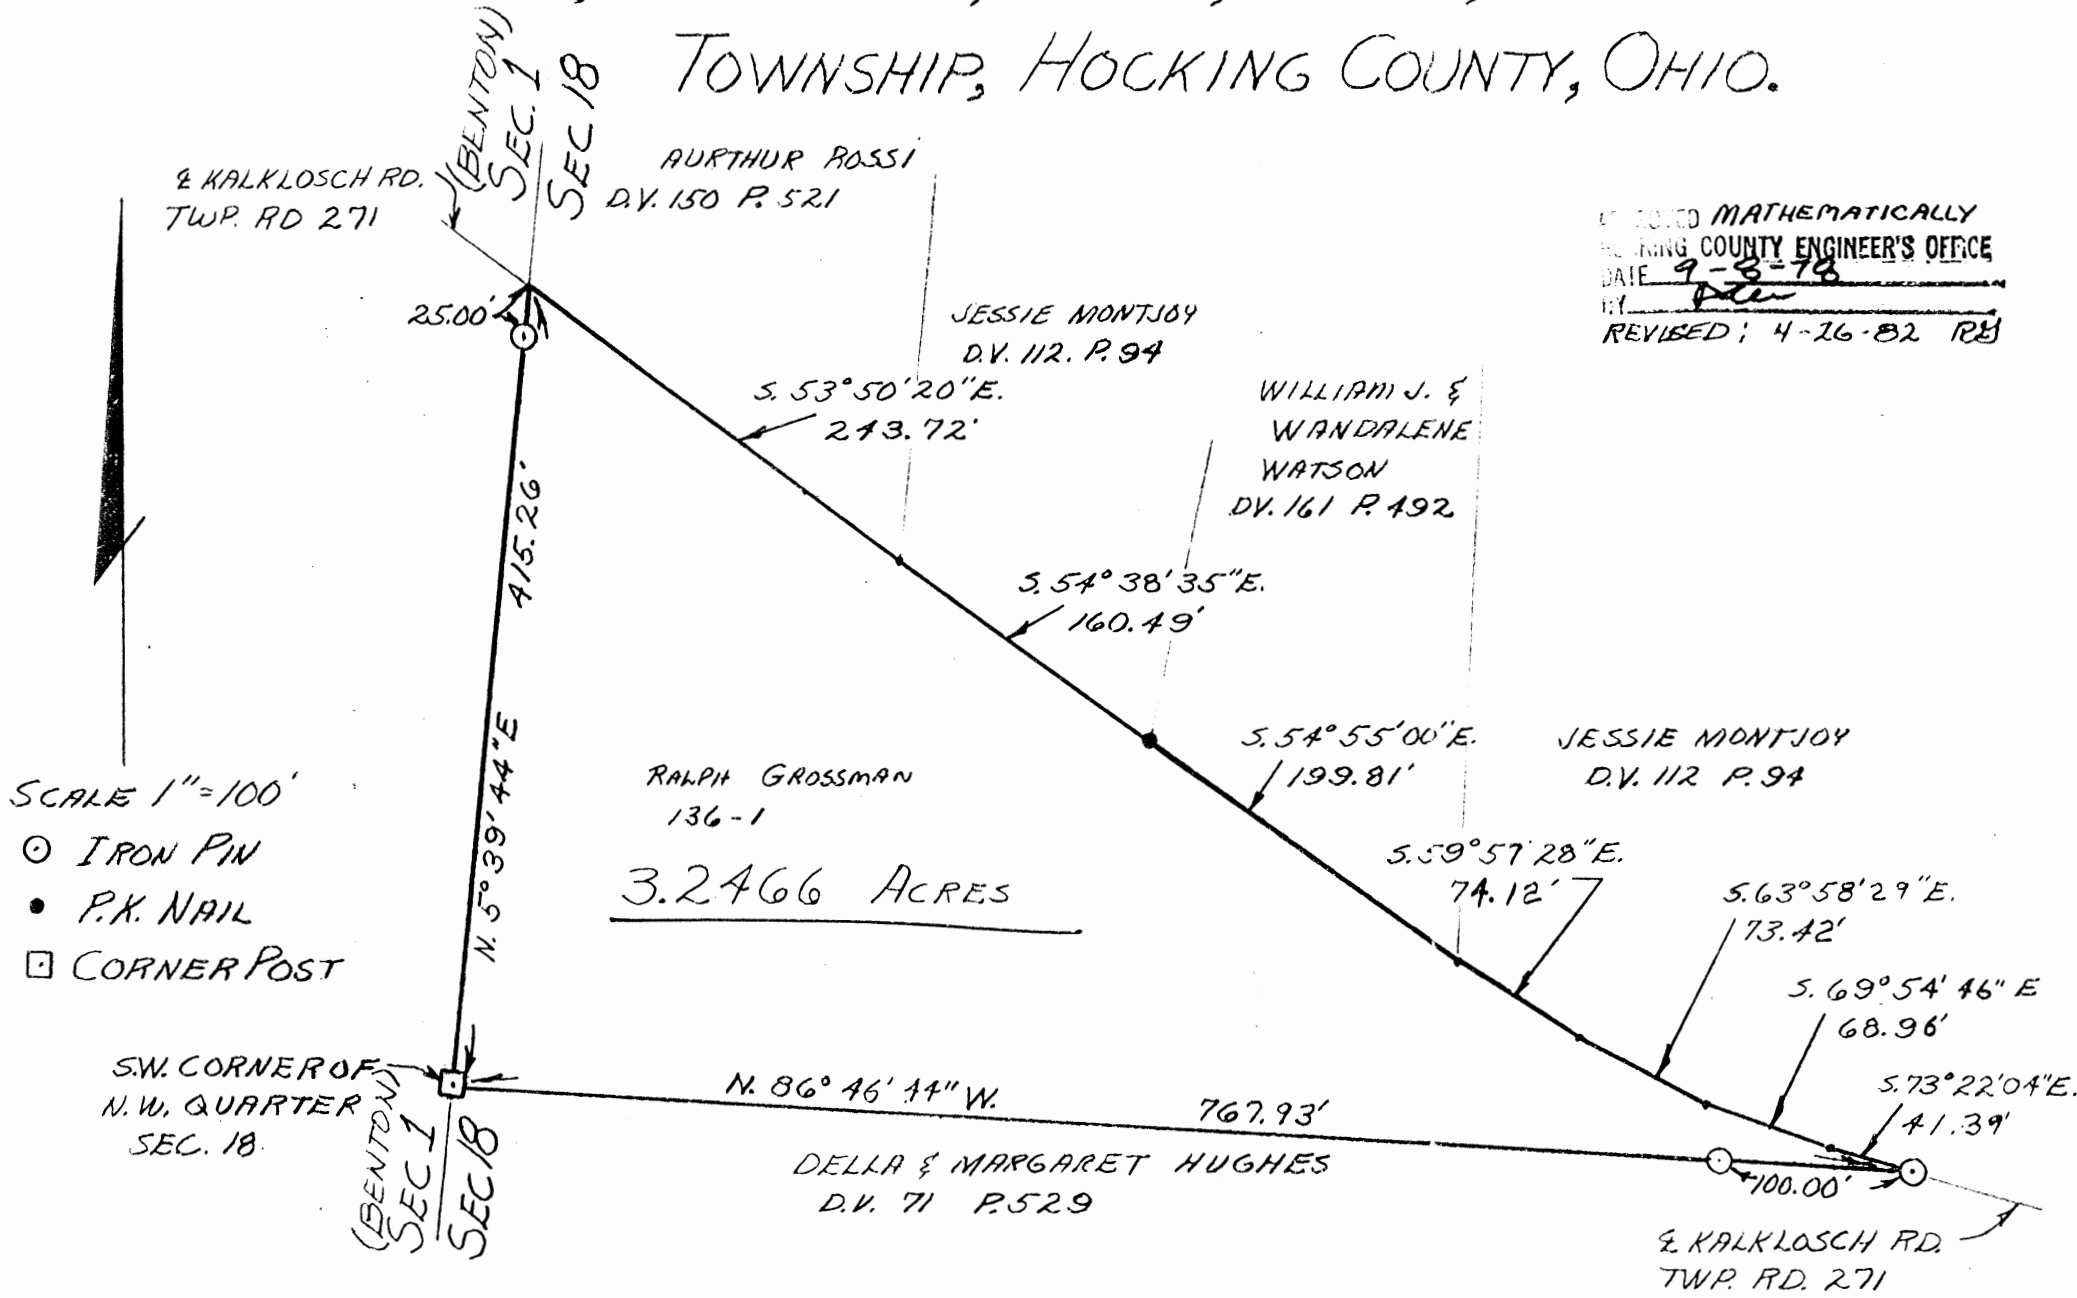 TOWNSHIP, HOCKING COUNTY, OHIO.
(BENTON)
SEC. 1
SEC 18
℄ KALKLOSCH RD.
TWP. RD 271
AURTHUR ROSSI
D.V. 150 P. 521
MATHEMATICALLY
COUNTY ENGINEER'S OFFICE
DATE 9-8-78
BY
REVISED; 4-26-82
25.00'
JESSIE MONTJOY
D.V. 112. P. 94
S. 53° 50' 20" E.
243.72'
WILLIAM J. &
WANDALENE
WATSON
D.V. 161 P. 492
415.26'
N. 5° 39' 44" E
S. 54° 38' 35" E.
160.49'
S. 54° 55' 00" E.
199.81'
JESSIE MONTJOY
D.V. 112 P. 94
SCALE 1" = 100'
IRON PIN
P.K. NAIL
CORNER POST
RALPH GROSSMAN
136-1
3.2466 ACRES
S. 59° 57' 28" E.
74.12'
S. 63° 58' 29" E.
73.42'
S. 69° 54' 46" E
68.96'
S. 73° 22' 04" E.
41.39'
S.W. CORNER OF
N.W. QUARTER
SEC. 18
(BENTON)
SEC 1
SEC 18
N. 86° 46' 44" W.
767.93'
DELLA & MARGARET HUGHES
D.V. 71 P. 529
100.00'
℄ KALKLOSCH RD.
TWP. RD. 271